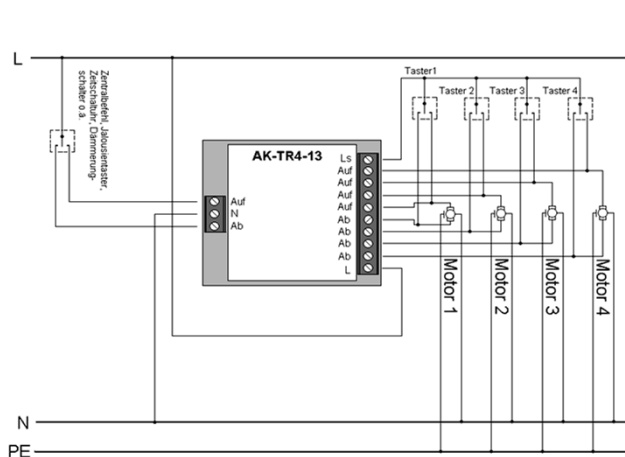 L
Zentralbefehl, Jalousientaster,
Zeitschaltuhr, Dämmerung-
schalter o.ä.
Taster1
Taster 2
Taster 3
Taster 4
AK-TR4-13
Ls
Auf
Auf
Auf
Auf
Ab
Ab
Ab
Ab
L
Auf
N
Ab
Motor 1
Motor 2
Motor 3
Motor 4
N
PE